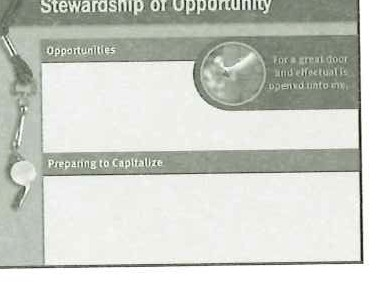 Stewardship of Opportunity
Opportunities
For a great door
and effectual is
opened unto me.
Preparing to Capitalize